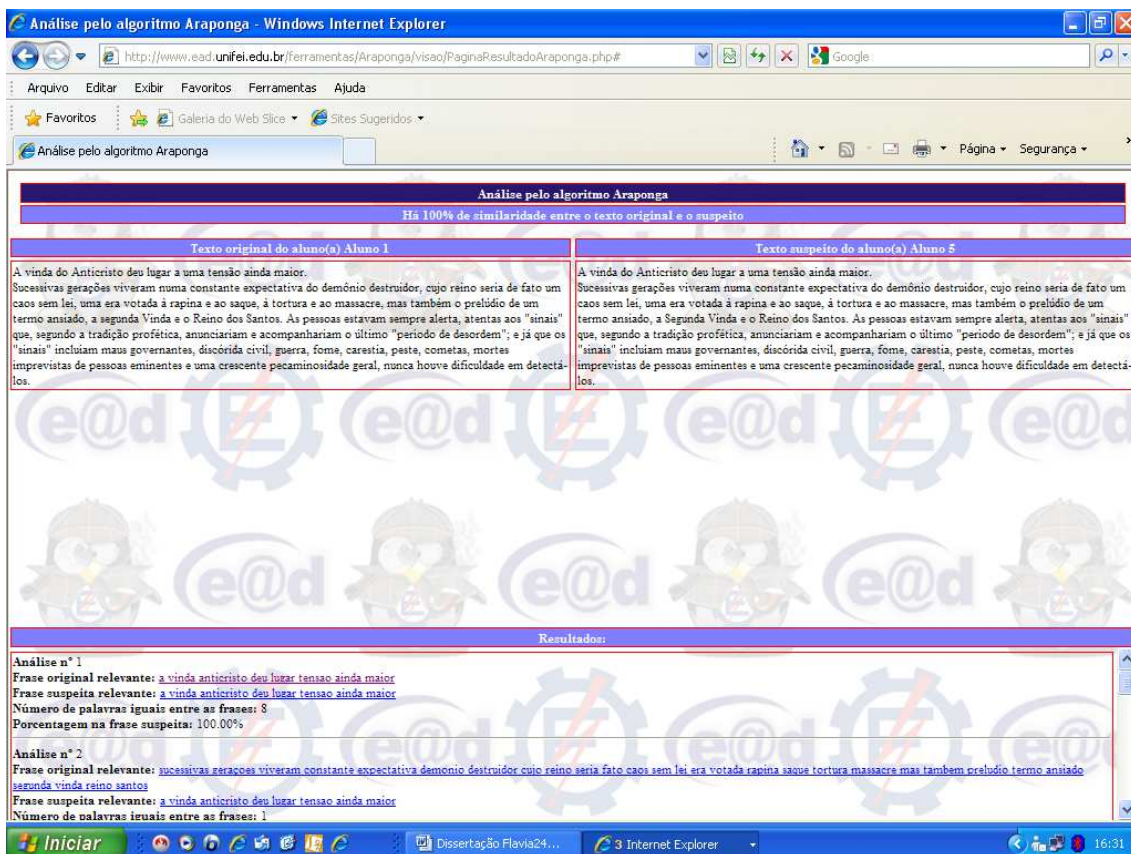 Análise pelo algoritmo Araponga - Windows Internet Explorer
http://www.ead.unifei.edu.br/ferramentas/Araponga/visao/PaginaResultadoAraponga.php#
Google
Arquivo Editar Exibir Favoritos Ferramentas Ajuda
Favoritos Galeria do Web Slice Sites Sugeridos
Análise pelo algoritmo Araponga Página Segurança
Análise pelo algoritmo Araponga
Há 100% de similaridade entre o texto original e o suspeito
Texto original do aluno(a) Aluno 1
A vinda do Anticristo deu lugar a uma tensão ainda maior.
Sucessivas gerações viveram numa constante expectativa do demónio destruidor, cujo reino seria de fato um
caos sem lei, uma era votada à rapina e ao saque, à tortura e ao massacre, mas também o prelúdio de um
termo ansiado, a segunda Vinda e o Reino dos Santos. As pessoas estavam sempre alerta, atentas aos "sinais"
que, segundo a tradição profética, anunciariam e acompanhariam o último "periodo de desordem"; e já que os
"sinais" incluiam maus governantes, discórida civil, guerra, fome, carestia, peste, cometas, mortes
imprevistas de pessoas eminentes e uma crescente pecaminosidade geral, nunca houve dificuldade em detectá-
los.
Texto suspeito do aluno(a) Aluno 5
A vinda do Anticristo deu lugar a uma tensão ainda maior.
Sucessivas gerações viveram numa constante expectativa do demónio destruidor, cujo reino seria de fato um
caos sem lei, uma era votada à rapina e ao saque, à tortura e ao massacre, mas também o prelúdio de um
termo ansiado, a Segunda Vinda e o Reino dos Santos. As pessoas estavam sempre alerta, atentas aos "sinais"
que, segundo a tradição profética, anunciariam e acompanhariam o último "periodo de desordem"; e já que os
"sinais" incluiam maus governantes, discórida civil, guerra, fome, carestia, peste, cometas, mortes
imprevistas de pessoas eminentes e uma crescente pecaminosidade geral, nunca houve dificuldade em detectá-
los.
e@d e@d e@d
e@d e@d
Resultados:
Análise n° 1
Frase original relevante: a vinda anticristo deu lugar tensao ainda maior
Frase suspeita relevante: a vinda anticristo deu lugar tensao ainda maior
Número de palavras iguais entre as frases: 8
Porcentagem na frase suspeita: 100.00%
Análise n° 2
Frase original relevante: sucessivas geracoes viveram constante expectativa demonio destruidor cujo reino seria fato caos sem lei era votada rapina saque tortura massacre mas tambem preludio termo ansiado
segunda vinda reino santos
Frase suspeita relevante: a vinda anticristo deu lugar tensao ainda maior
Número de palavras iguais entre as frases: 1
Iniciar Dissertação Flavia24... 3 Internet Explorer 16:31